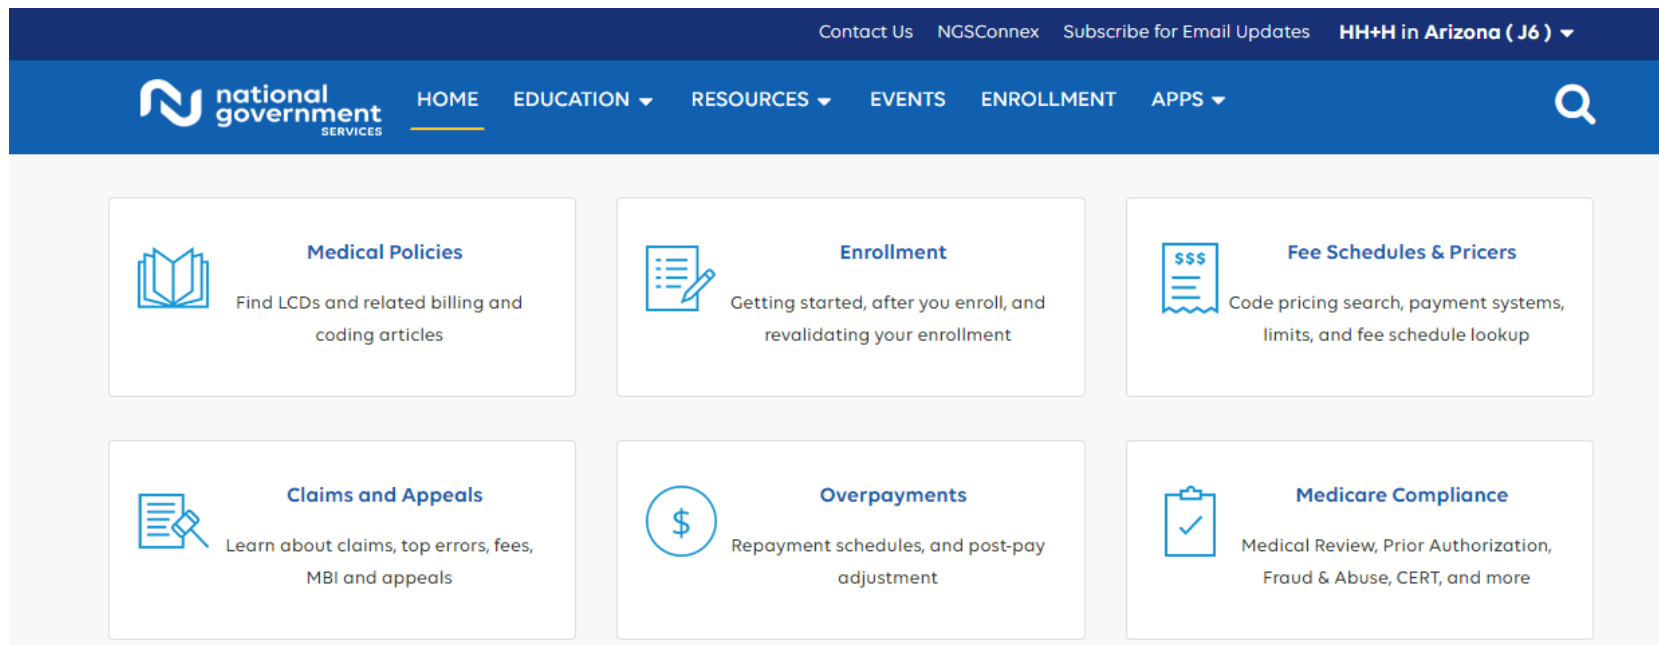 Contact Us NGSConnex Subscribe for Email Updates HH+H in Arizona ( J6 )
national
government
SERVICES
HOME EDUCATION RESOURCES EVENTS ENROLLMENT APPS
Medical Policies
Find LCDs and related billing and
coding articles
Enrollment
Getting started, after you enroll, and
revalidating your enrollment
$$$
Fee Schedules & Pricers
Code pricing search, payment systems,
limits, and fee schedule lookup
Claims and Appeals
Learn about claims, top errors, fees,
MBI and appeals
$
Overpayments
Repayment schedules, and post-pay
adjustment
Medicare Compliance
Medical Review, Prior Authorization,
Fraud & Abuse, CERT, and more